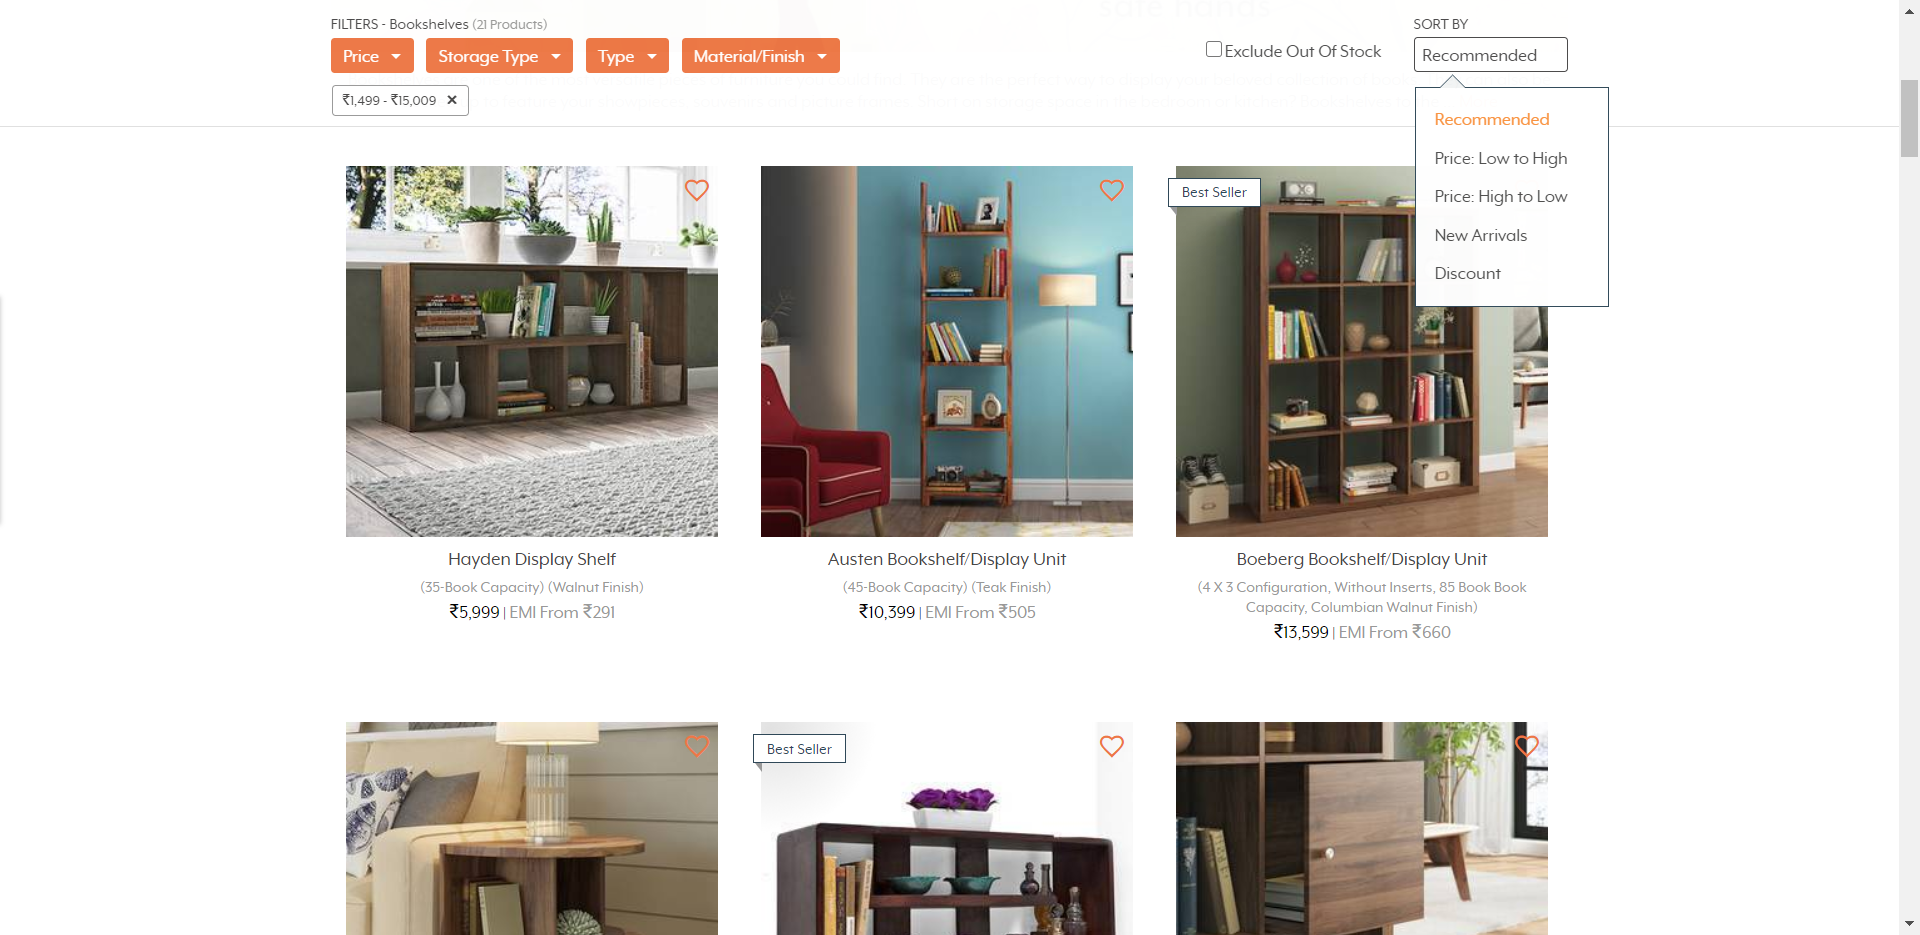 FILTERS - Bookshelves (21 Products)
Price
Storage Type
Type
Material/Finish
₹1,499 - ₹15,009 ✕
Exclude Out Of Stock
SORT BY
Recommended
Recommended
Price: Low to High
Price: High to Low
New Arrivals
Discount
Best Seller
Hayden Display Shelf
(35-Book Capacity) (Walnut Finish)
₹5,999 | EMI From ₹291
Austen Bookshelf/Display Unit
(45-Book Capacity) (Teak Finish)
₹10,399 | EMI From ₹505
Boeberg Bookshelf/Display Unit
(4 X 3 Configuration, Without Inserts, 85 Book Book
Capacity, Columbian Walnut Finish)
₹13,599 | EMI From ₹660
Best Seller